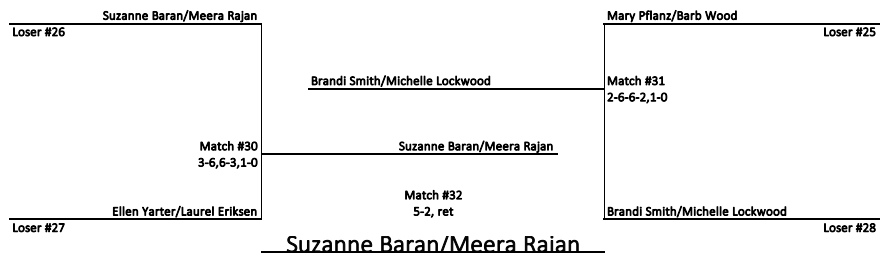 Suzanne Baran/Meera Rajan
Mary Pflanz/Barb Wood
Loser #26
Loser #25
Brandi Smith/Michelle Lockwood
Match #31
2-6-6-2,1-0
Match #30
3-6,6-3,1-0
Suzanne Baran/Meera Rajan
Match #32
5-2, ret
Ellen Yarter/Laurel Eriksen
Brandi Smith/Michelle Lockwood
Loser #27
Loser #28
Suzanne Baran/Meera Rajan